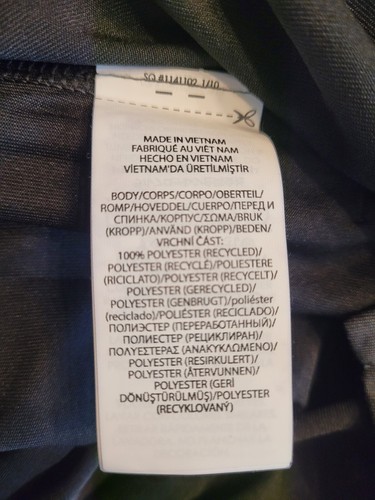 SO #1141102 1/10
MADE IN VIETNAM
FABRIQUÉ AU VIÊT NAM
HECHO EN VIETNAM
VİETNAM'DA ÜRETİLMİŞTİR
BODY/CORPS/CORPO/OBERTEIL/
ROMP/HOVEDDEL/CUERPO/ПЕРЕД И
СПИНКА/КОРПУС/ΣΩΜΑ/BRUK
(KROPP)/ANVÄND (KROPP)/BEDEN/
VRCHNÍ ČÁST:
100% POLYESTER (RECYCLED)/
POLYESTER (RECYCLÉ)/POLIESTERE
(RICICLATO)/POLYESTER (RECYCELT)/
POLYESTER (GERECYCLED)/
POLYESTER (GENBRUGT)/poliéster
(reciclado)/POLIÉSTER (RECICLADO)/
ПОЛИЭСТЕР (ПЕРЕРАБОТАННЫЙ)/
ПОЛИЕСТЕР (РЕЦИКЛИРАН)/
ΠΟΛΥΕΣΤΕΡΑΣ (ΑΝΑΚΥΚΛΩΜΕΝΟ)/
POLYESTER (RESIRKULERT)/
POLYESTER (ÅTERVUNNEN)/
POLYESTER (GERİ
DÖNÜŞTÜRÜLMÜŞ)/POLYESTER
(RECYKLOVANÝ)